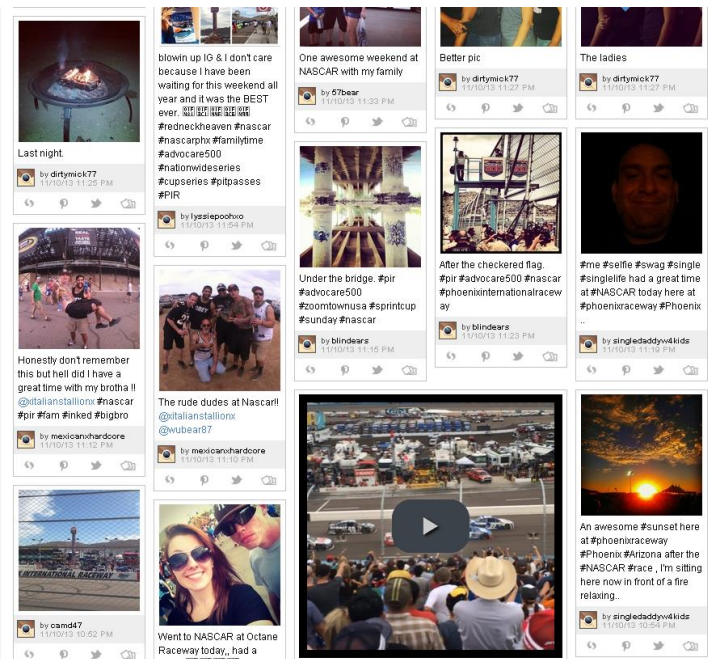 Last night.
by dirtymick77
11/10/13 11:25 PM
Honestly don't remember
this but hell did I have a
great time with my brotha !!
@xitalianstallionx #nascar
#pir #fam #inked #bigbro
by mexicanxhardcore
11/10/13 11:12 PM
INTERNATIONAL RACEWAY
by camd47
11/10/13 10:52 PM
blowin up IG & I don't care
because I have been
waiting for this weekend all
year and it was the BEST
ever.
#redneckheaven #nascar
#nascarphx #familytime
#advocare500
#nationwideseries
#cupseries #pitpasses
#PIR
by lyssiepoohxo
11/10/13 11:54 PM
The rude dudes at Nascar!!
@xitalianstallionx
@wubear87
by mexicanxhardcore
11/10/13 11:10 PM
Went to NASCAR at Octane
Raceway today,, had a
One awesome weekend at
NASCAR with my family
by 57bear
11/10/13 11:33 PM
Under the bridge. #pir
#advocare500
#zoomtownusa #sprintcup
#sunday #nascar
by blindears
11/10/13 11:15 PM
Better pic
by dirtymick77
11/10/13 11:27 PM
After the checkered flag.
#pir #advocare500 #nascar
#phoenixinternationalracew
ay
by blindears
11/10/13 11:23 PM
The ladies
by dirtymick77
11/10/13 11:27 PM
#me #selfie #swag #single
#singlelife had a great time
at #NASCAR today here at
#phoenixraceway #Phoenix
..
by singledaddyw4kids
11/10/13 11:19 PM
An awesome #sunset here
at #phoenixraceway
#Phoenix #Arizona after the
#NASCAR #race , I'm sitting
here now in front of a fire
relaxing..
by singledaddyw4kids
11/10/13 10:54 PM